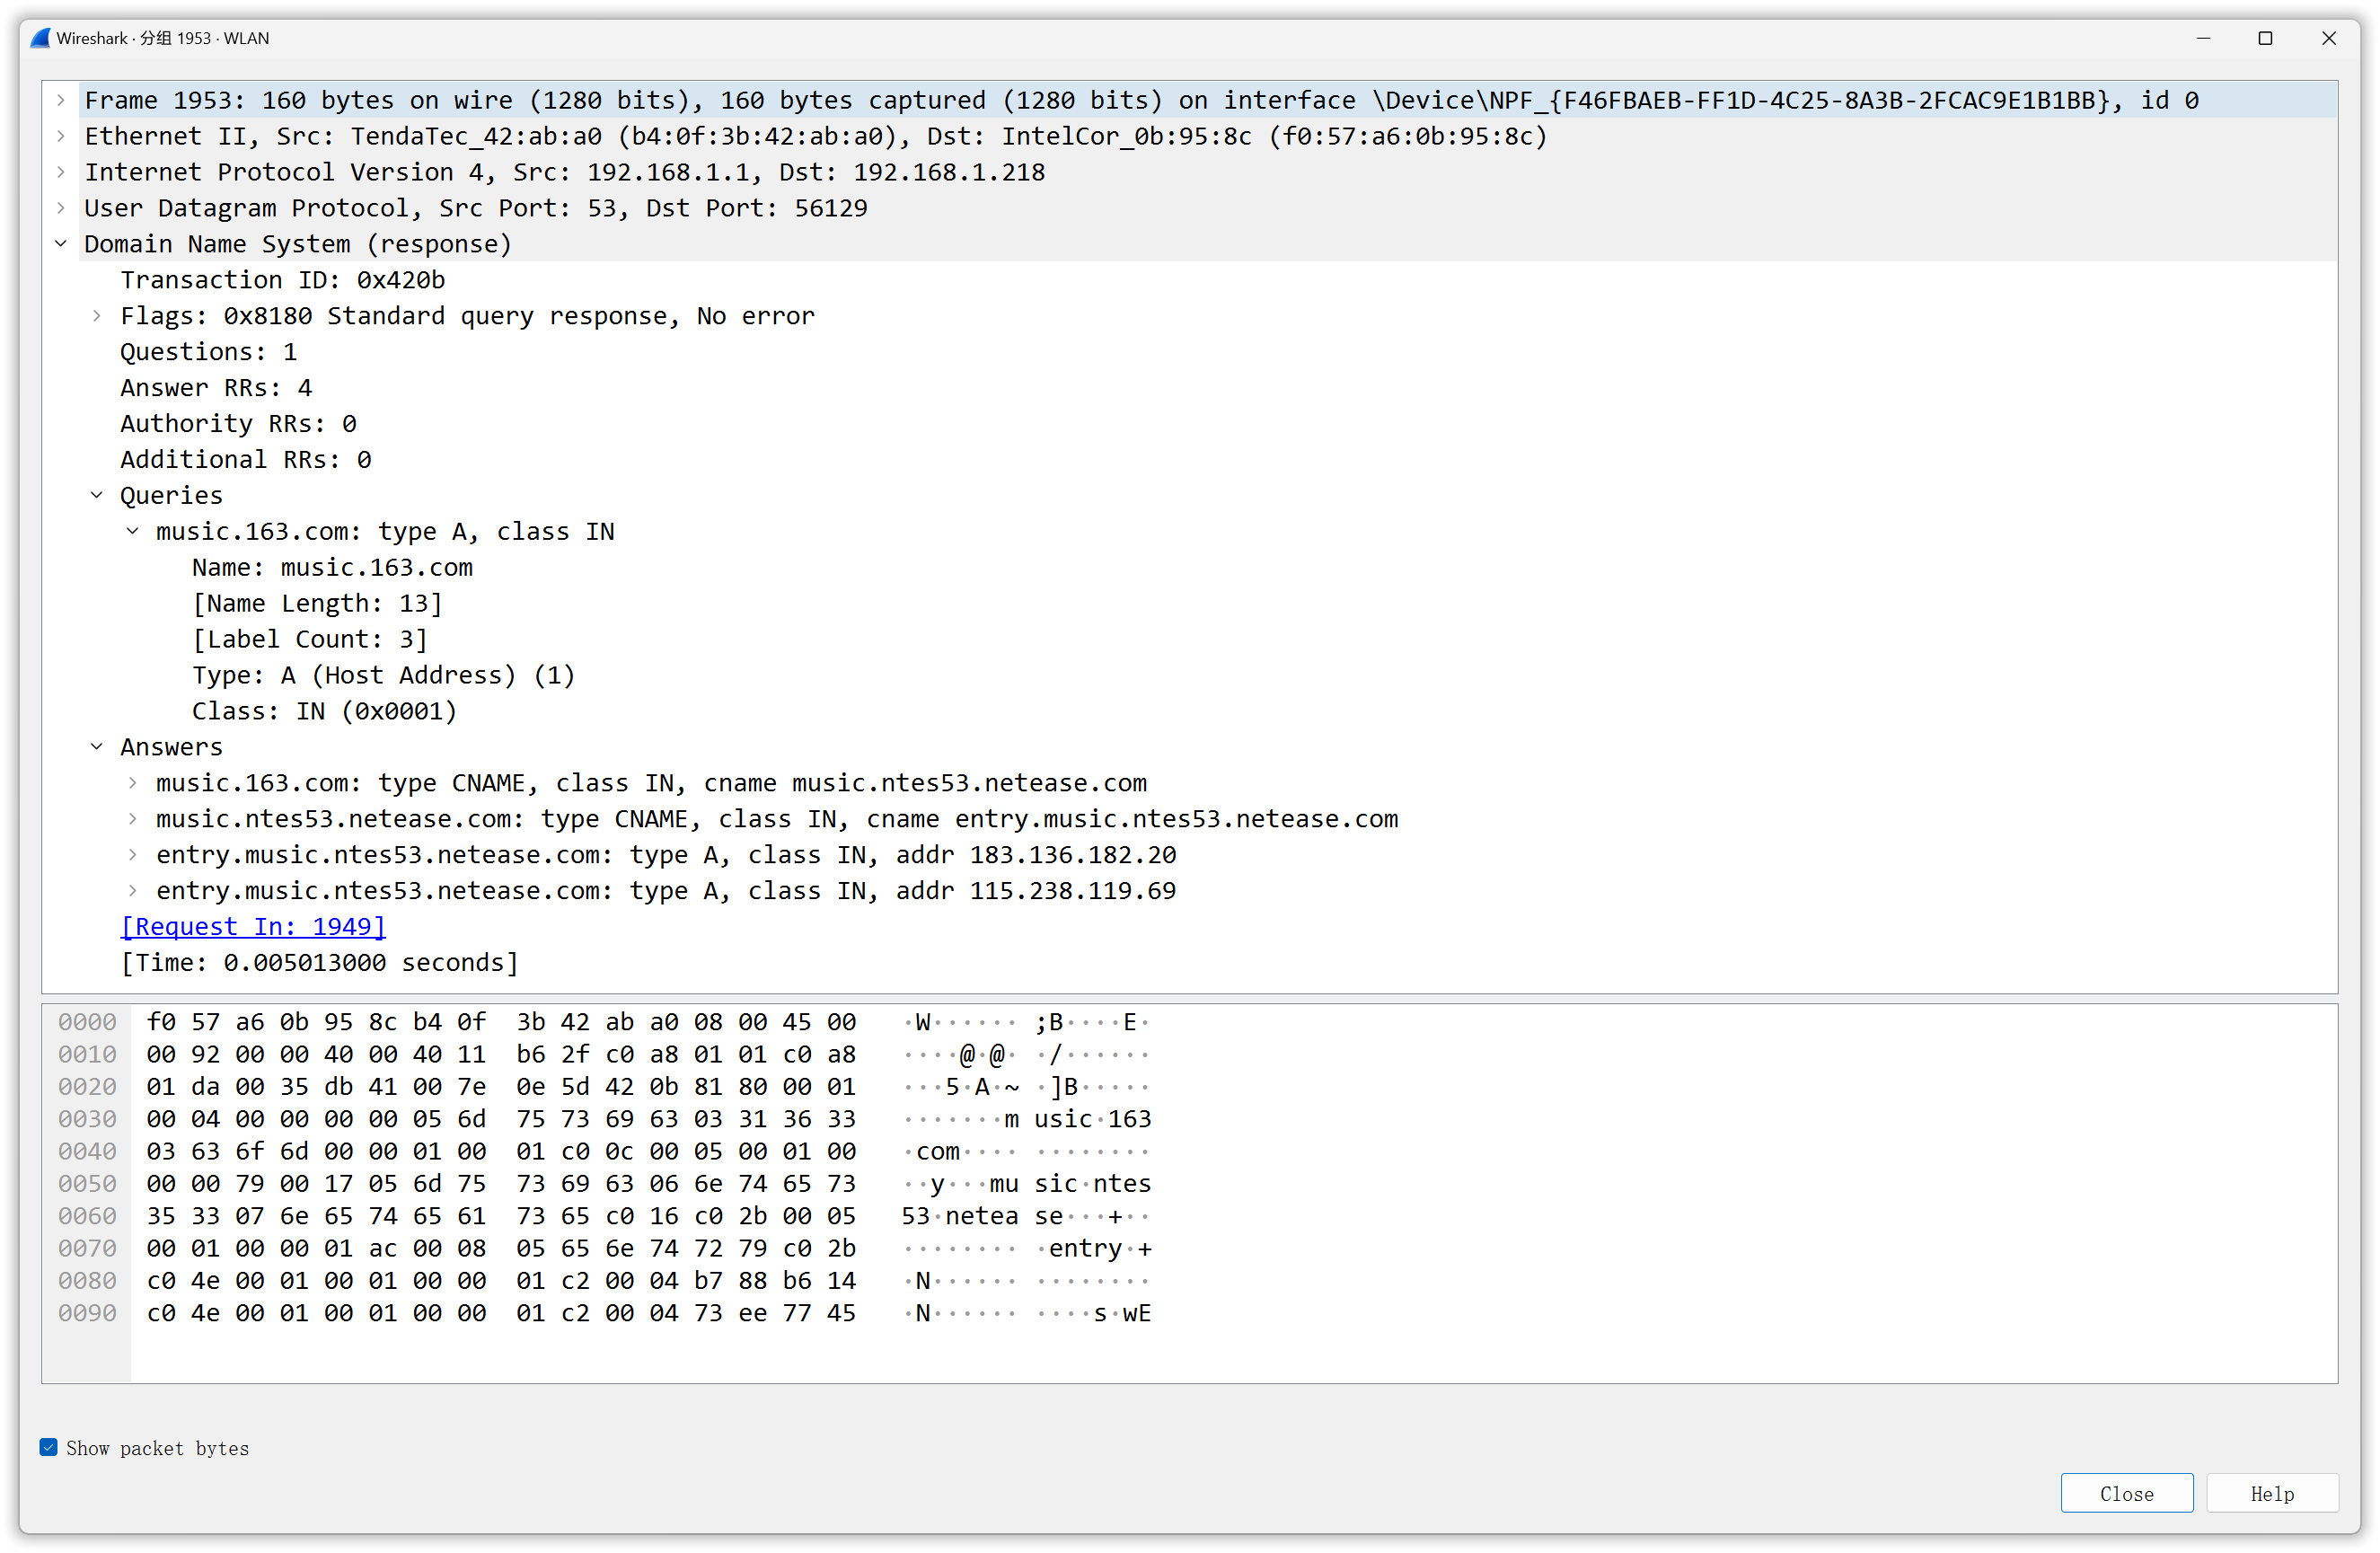 Wireshark · 分组 1953 · WLAN
Frame 1953: 160 bytes on wire (1280 bits), 160 bytes captured (1280 bits) on interface \Device\NPF_{F46FBAEB-FF1D-4C25-8A3B-2FCAC9E1B1BB}, id 0
Ethernet II, Src: TendaTec_42:ab:a0 (b4:0f:3b:42:ab:a0), Dst: IntelCor_0b:95:8c (f0:57:a6:0b:95:8c)
Internet Protocol Version 4, Src: 192.168.1.1, Dst: 192.168.1.218
User Datagram Protocol, Src Port: 53, Dst Port: 56129
Domain Name System (response)
Transaction ID: 0x420b
Flags: 0x8180 Standard query response, No error
Questions: 1
Answer RRs: 4
Authority RRs: 0
Additional RRs: 0
Queries
music.163.com: type A, class IN
Name: music.163.com
[Name Length: 13]
[Label Count: 3]
Type: A (Host Address) (1)
Class: IN (0x0001)
Answers
music.163.com: type CNAME, class IN, cname music.ntes53.netease.com
music.ntes53.netease.com: type CNAME, class IN, cname entry.music.ntes53.netease.com
entry.music.ntes53.netease.com: type A, class IN, addr 183.136.182.20
entry.music.ntes53.netease.com: type A, class IN, addr 115.238.119.69
[Request In: 1949]
[Time: 0.005013000 seconds]
0000 f0 57 a6 0b 95 8c b4 0f 3b 42 ab a0 08 00 45 00 ·W······ ;B····E·
0010 00 92 00 00 40 00 40 11 b6 2f c0 a8 01 01 c0 a8 ····@·@· ·/······
0020 01 da 00 35 db 41 00 7e 0e 5d 42 0b 81 80 00 01 ···5·A·~ ·]B·····
0030 00 04 00 00 00 00 05 6d 75 73 69 63 03 31 36 33 ·······m usic·163
0040 03 63 6f 6d 00 00 01 00 01 c0 0c 00 05 00 01 00 ·com···· ········
0050 00 00 79 00 17 05 6d 75 73 69 63 06 6e 74 65 73 ··y···mu sic·ntes
0060 35 33 07 6e 65 74 65 61 73 65 c0 16 c0 2b 00 05 53·netea se···+··
0070 00 01 00 00 01 ac 00 08 05 65 6e 74 72 79 c0 2b ········ ·entry·+
0080 c0 4e 00 01 00 01 00 00 01 c2 00 04 b7 88 b6 14 ·N······ ········
0090 c0 4e 00 01 00 01 00 00 01 c2 00 04 73 ee 77 45 ·N······ ····s·wE
Show packet bytes
Close Help